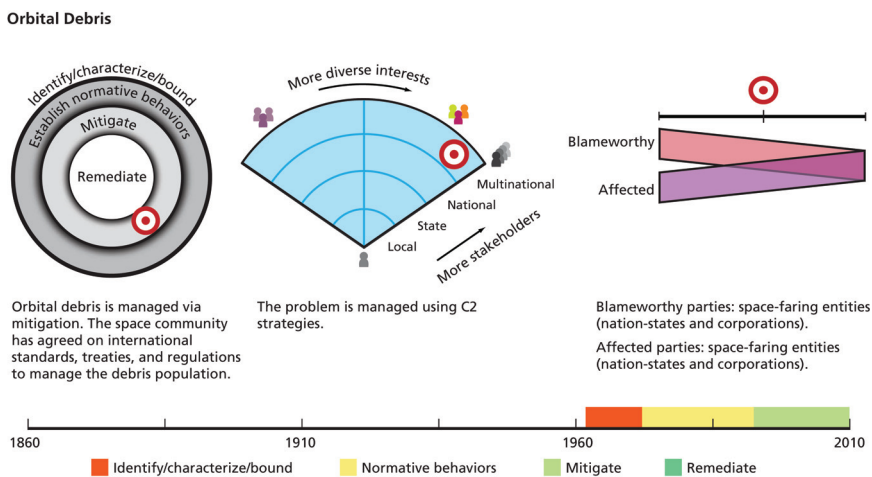 Orbital Debris
Identify/characterize/bound
Establish normative behaviors
Mitigate
Remediate
More diverse interests
Multinational
National
State
Local
More stakeholders
Blameworthy
Affected
Orbital debris is managed via
mitigation. The space community
has agreed on international
standards, treaties, and regulations
to manage the debris population.
The problem is managed using C2
strategies.
Blameworthy parties: space-faring entities
(nation-states and corporations).
Affected parties: space-faring entities
(nation-states and corporations).
1860
1910
1960
2010
Identify/characterize/bound
Normative behaviors
Mitigate
Remediate